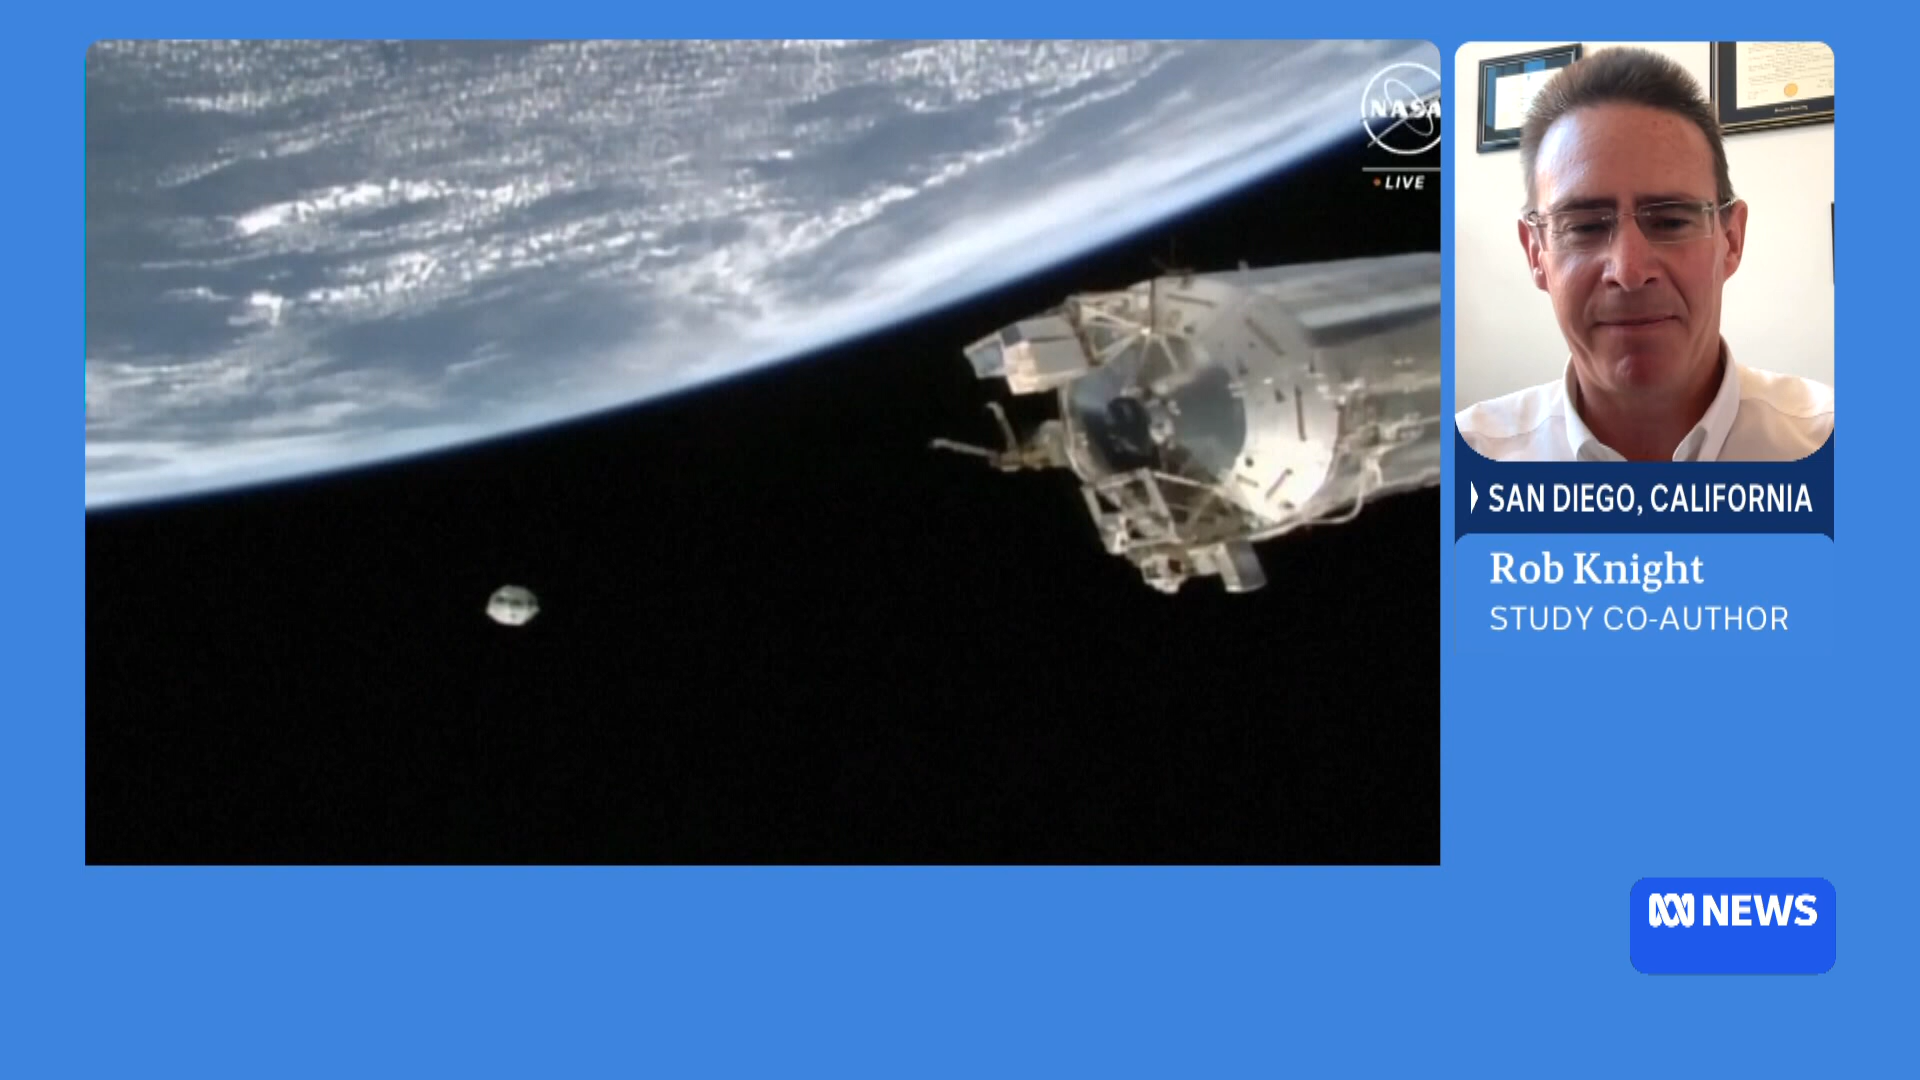 NASA
LIVE
SAN DIEGO, CALIFORNIA
Rob Knight
STUDY CO-AUTHOR
NEWS